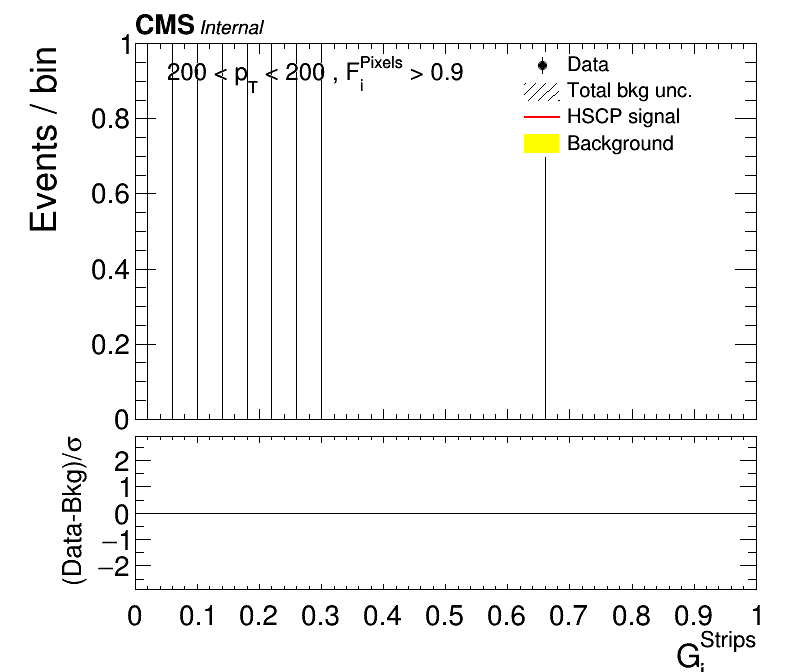 CMS Internal
Events / bin
200 < p_T < 200 , F_i^Pixels > 0.9
Data
Total bkg unc.
HSCP signal
Background
1
0.8
0.6
0.4
0.2
0
(Data-Bkg)/σ
2
1
0
−1
−2
0 0.1 0.2 0.3 0.4 0.5 0.6 0.7 0.8 0.9 1
G_i^Strips